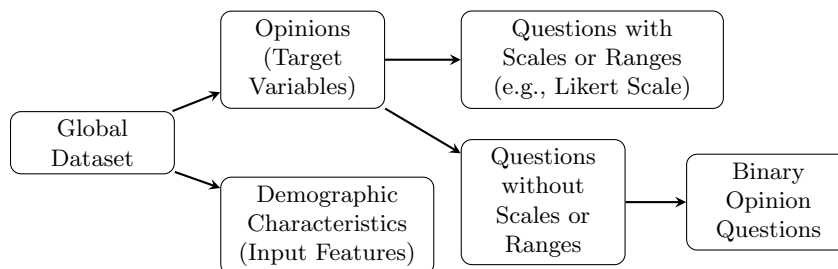 Global
Dataset
Opinions
(Target
Variables)
Questions with
Scales or Ranges
(e.g., Likert Scale)
Demographic
Characteristics
(Input Features)
Questions
without
Scales or
Ranges
Binary
Opinion
Questions